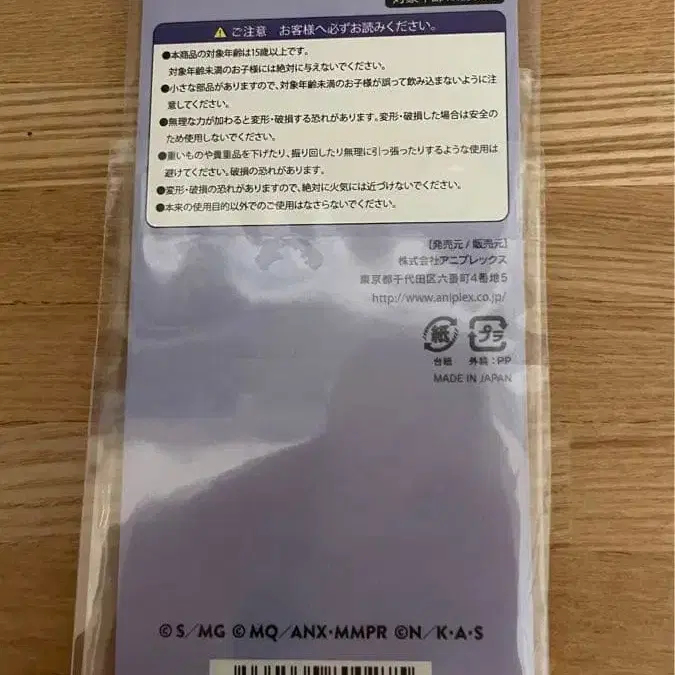 ⚠ ご注意 お客様へ必ずお読みください。
●本商品の対象年齢は15歳以上です。
対象年齢未満のお子様には絶対に与えないでください。
●小さな部品がありますので、対象年齢未満のお子様が誤って飲み込まないように注
意してください。
●無理な力が加わると変形・破損する恐れがあります。変形・破損した場合は安全の
ため使用しないでください。
●重いものや貴重品を下げたり、振り回したり無理に引っ張ったりするような使用は
避けてください。破損の恐れがあります。
●変形・破損の恐れがありますので、絶対に火気には近づけないでください。
●本来の使用目的以外でのご使用はなさらないでください。
[発売元 / 販売元]
株式会社アニプレックス
東京都千代田区六番町4番地5
http://www.aniplex.co.jp/
紙 プラ
台紙 外装:PP
MADE IN JAPAN
© S/MG © MQ/ANX・MMPR ©N/K・A・S